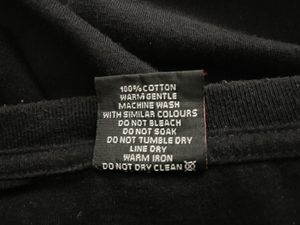 100% COTTON
WARM GENTLE
MACHINE WASH
WITH SIMILAR COLOURS
DO NOT BLEACH
DO NOT SOAK
DO NOT TUMBLE DRY
LINE DRY
WARM IRON
DO NOT DRY CLEAN